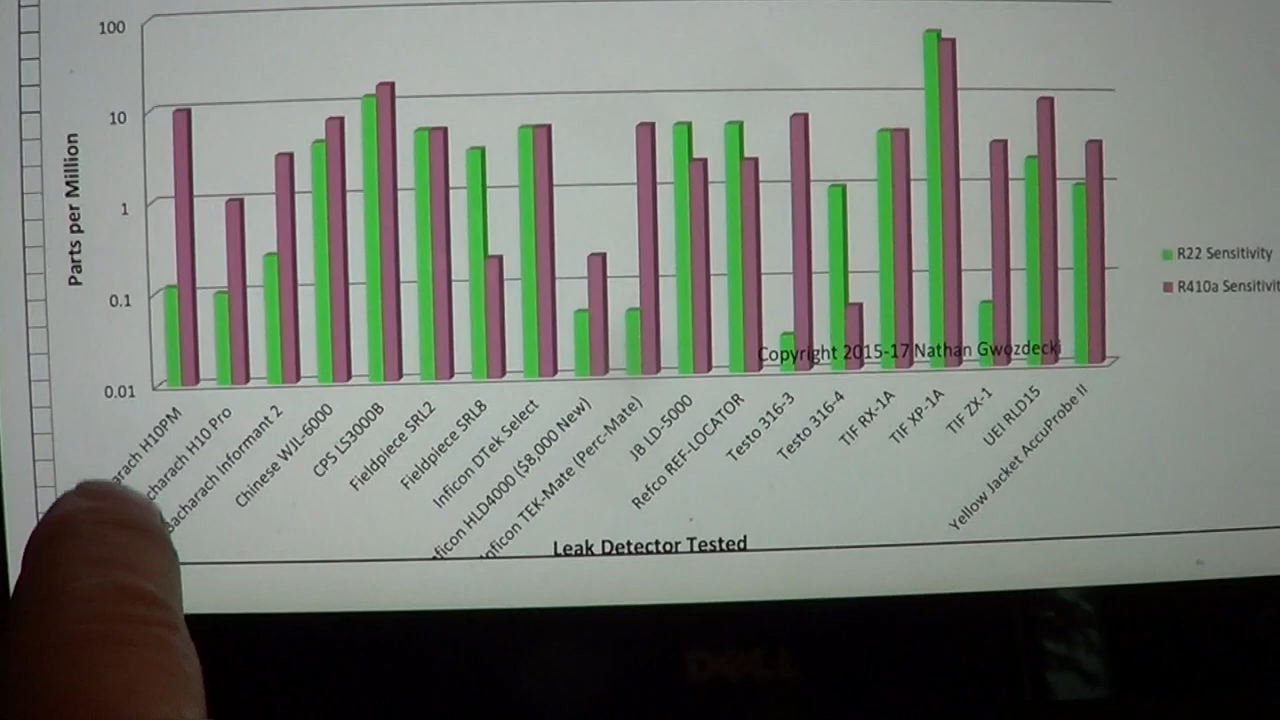 100
10
1
0.1
0.01
Parts per Million
R22 Sensitivity
R410a Sensitivit
Copyright 2015-17 Nathan Gwozdecki
arach H10PM
charach H10 Pro
Bacharach Informant 2
Chinese WJL-6000
CPS LS3000B
Fieldpiece SRL2
Fieldpiece SRL8
Inficon DTek Select
ficon HLD4000 ($8,000 New)
Inficon TEK-Mate (Perc-Mate)
JB LD-5000
Refco REF-LOCATOR
Testo 316-3
Testo 316-4
TIF RX-1A
TIF XP-1A
TIF ZX-1
UEI RLD15
Yellow Jacket AccuProbe II
Leak Detector Tested
DELL